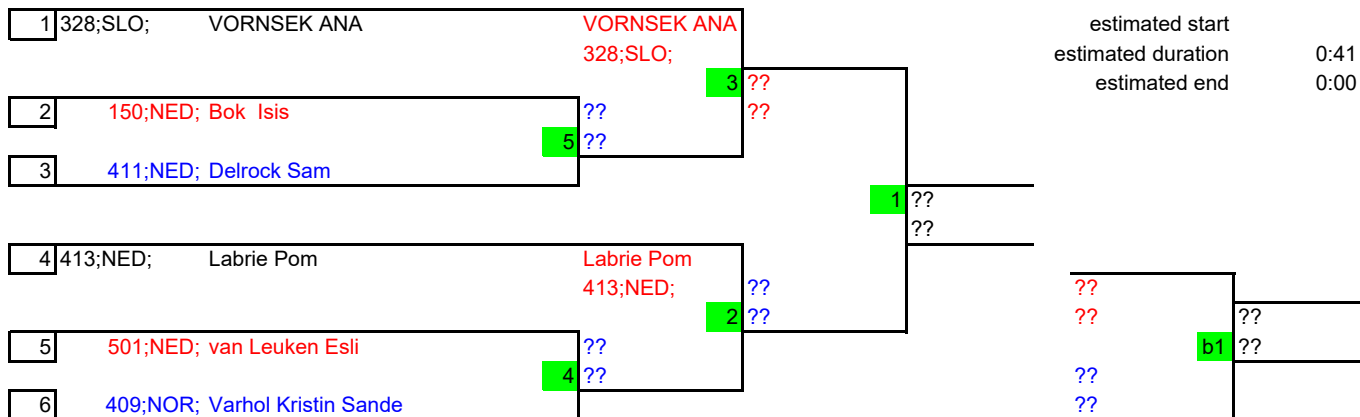 1 328;SLO; VORNSEK ANA VORNSEK ANA estimated start
328;SLO; estimated duration 0:41
3 ?? estimated end 0:00
2 150;NED; Bok Isis ?? ??
5 ??
3 411;NED; Delrock Sam
1 ??
??
4 413;NED; Labrie Pom Labrie Pom
413;NED; ?? ??
2 ?? ?? ??
5 501;NED; van Leuken Esli ?? b1 ??
4 ?? ??
6 409;NOR; Varhol Kristin Sande ??